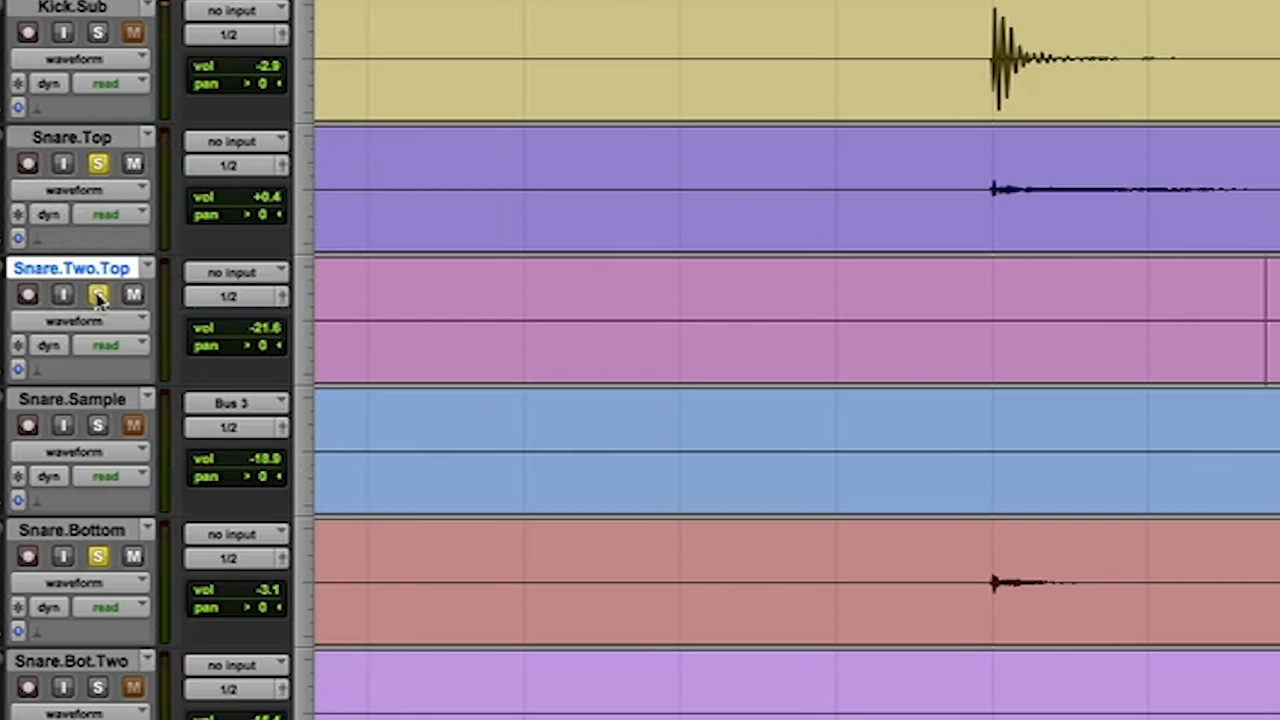 Kick.Sub
no input
I S M
1/2
waveform
vol -2.9
dyn read
pan > 0 <
Snare.Top
no input
I S M
1/2
waveform
vol +0.4
dyn read
pan > 0 <
Snare.Two.Top
no input
I S M
1/2
waveform
vol -21.6
dyn read
pan > 0 <
Snare.Sample
Bus 3
I S M
1/2
waveform
vol -18.9
dyn read
pan > 0 <
Snare.Bottom
no input
I S M
1/2
waveform
vol -3.1
dyn read
pan > 0 <
Snare.Bot.Two
no input
I S M
1/2
waveform